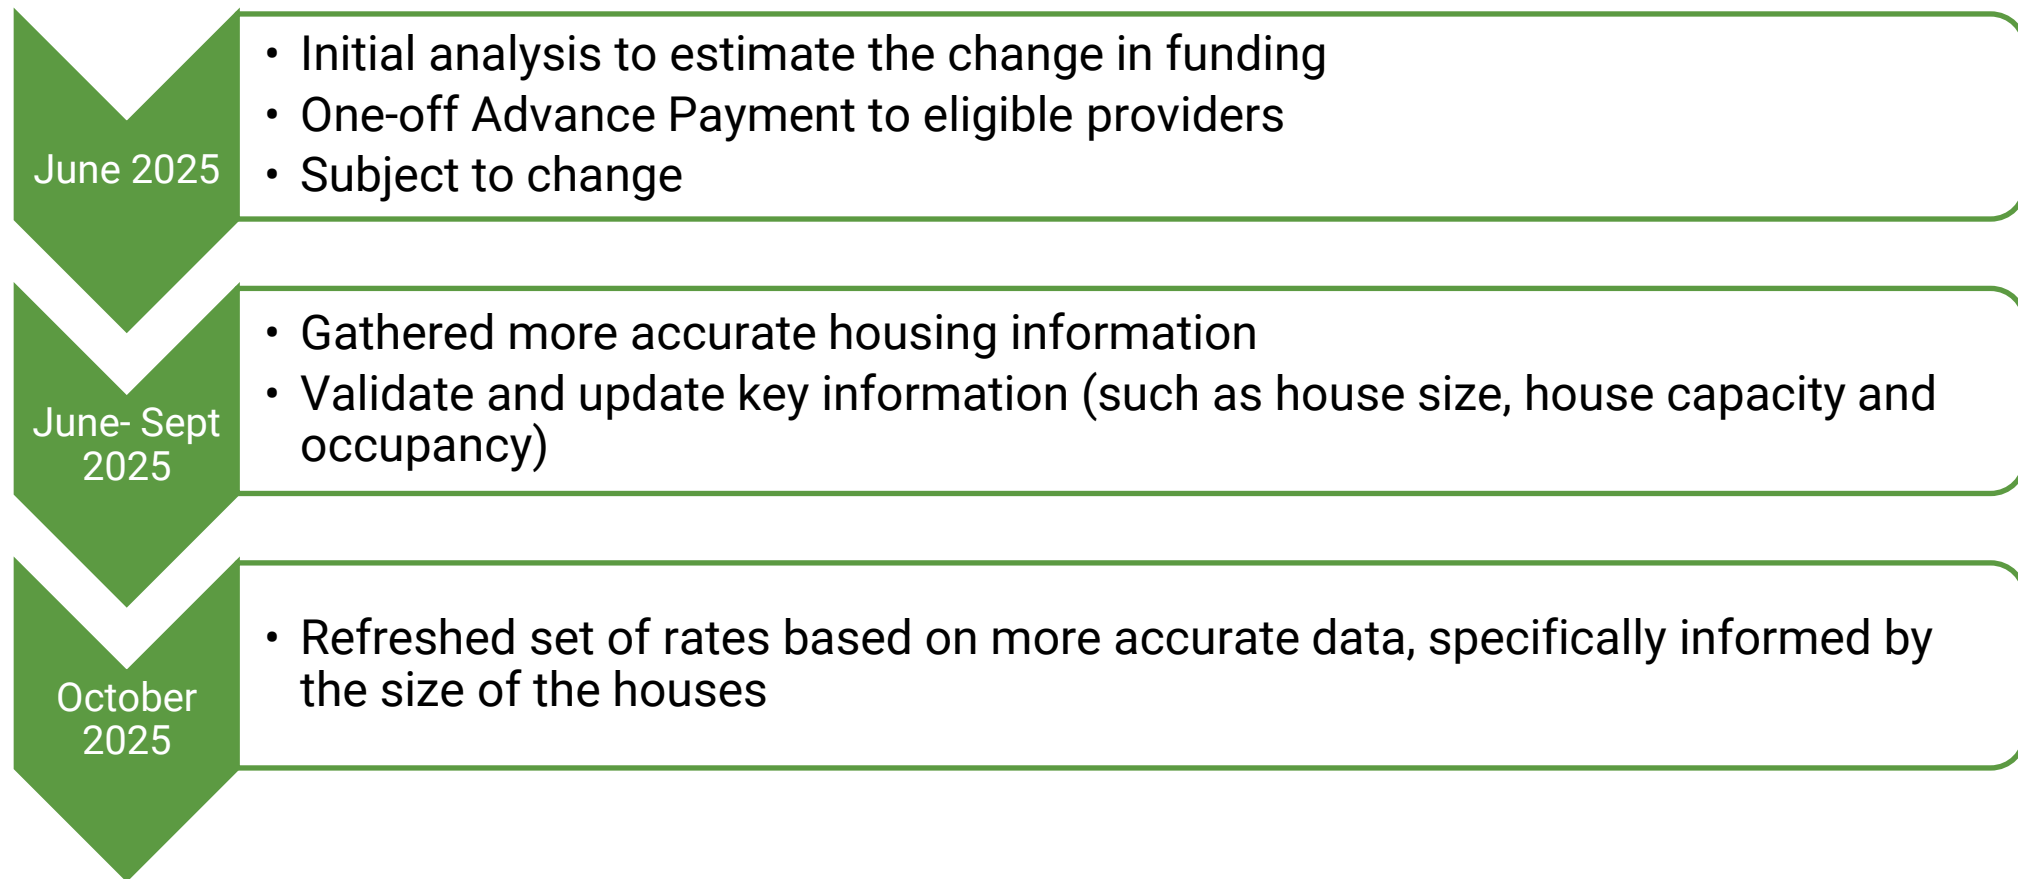 June 2025
• Initial analysis to estimate the change in funding
• One-off Advance Payment to eligible providers
• Subject to change
June- Sept
2025
• Gathered more accurate housing information
• Validate and update key information (such as house size, house capacity and
occupancy)
October
2025
• Refreshed set of rates based on more accurate data, specifically informed by
the size of the houses